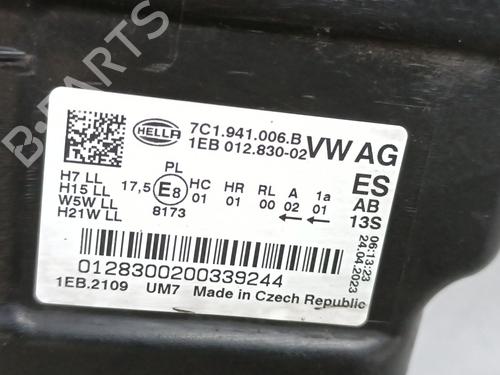 B-PARTS
HELLA
7C1.941.006.B
1EB 012.830-02
VW AG
H7 LL
H15 LL
W5W LL
H21W LL
17,5
PL
E8
8173
HC HR RL A 1a
01 01 00 02 01
ES
AB
13S
06:13:23
24.04.2023
01283002003392​44
1EB.2109 UM7 Made in Czech Republic